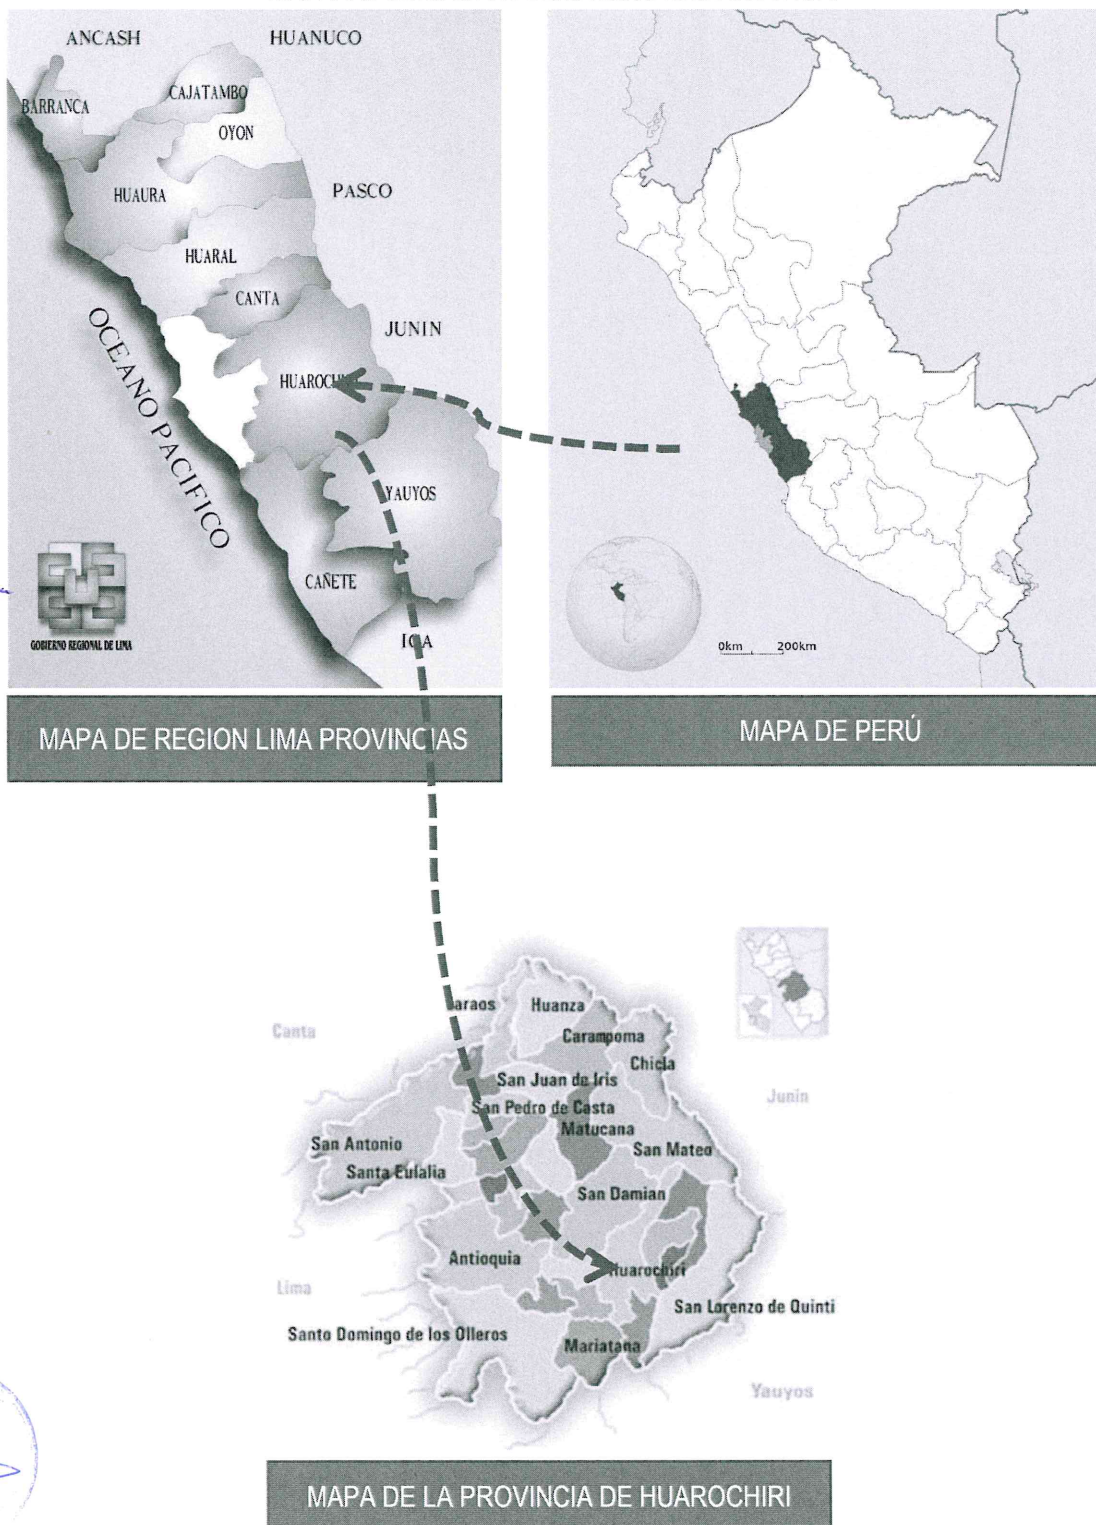 ANCASH
HUANUCO
BARRANCA
CAJATAMBO
OYON
HUAURA
PASCO
HUARAL
CANTA
JUNIN
OCEANO PACIFICO
YAUYOS
CAÑETE
ICA
GOBIERNO REGIONAL DE LIMA
0km 200km
MAPA DE REGION LIMA PROVINCIAS
MAPA DE PERÚ
Huanza
Canta
Carampoma
Chicla
San Juan de Iris
Junin
San Pedro de Casta
Matucana
San Antonio
San Mateo
Santa Eulalia
San Damian
Antioquia
Huarochiri
Lima
San Lorenzo de Quinti
Santo Domingo de los Olleros
Mariatana
Yauyos
MAPA DE LA PROVINCIA DE HUAROCHIRI